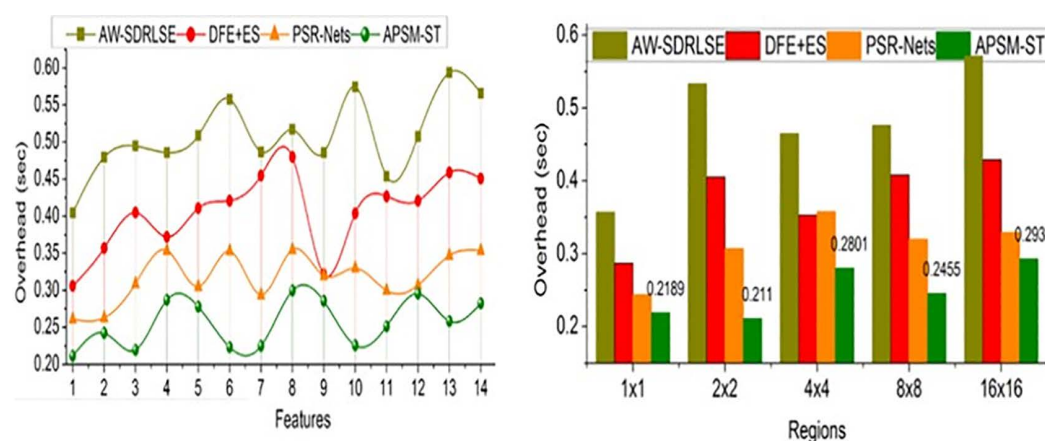 AW-SDRLSE DFE+ES PSR-Nets APSM-ST
0.60
0.55
0.50
0.45
0.40
0.35
0.30
0.25
0.20
Overhead (sec)
1 2 3 4 5 6 7 8 9 10 11 12 13 14
Features
AW-SDRLSE DFE+ES PSR-Nets APSM-ST
0.6
0.5
0.4
0.3
0.2
Overhead (sec)
0.2189
0.211
0.2801
0.2455
0.293
1x1 2x2 4x4 8x8 16x16
Regions